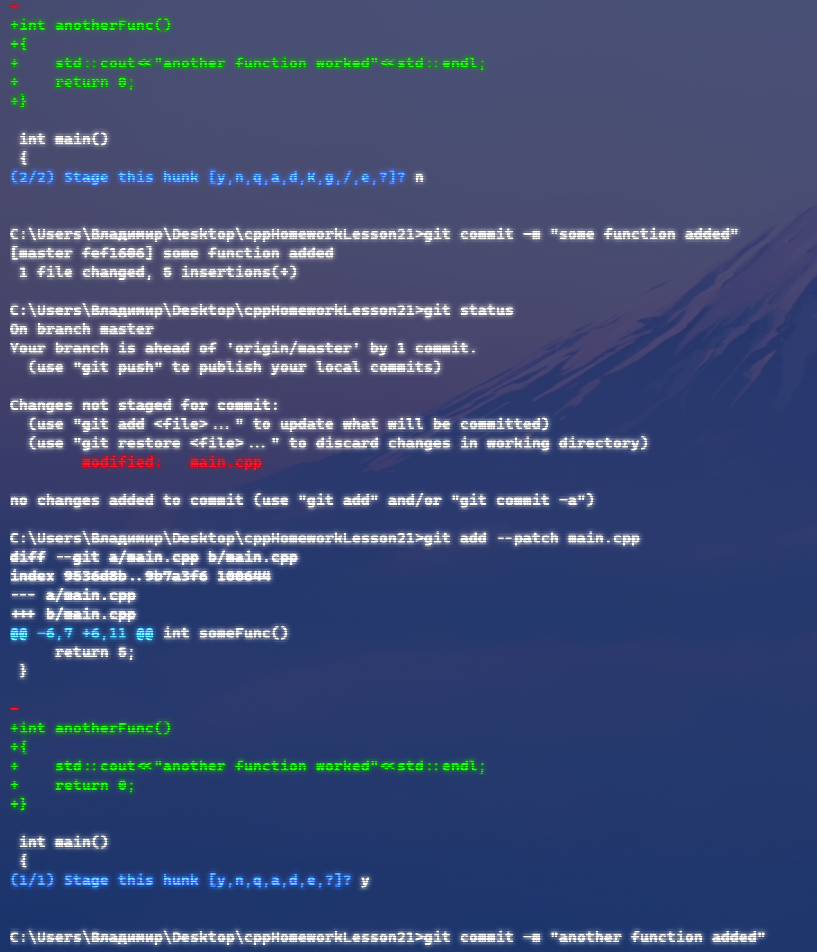 -
+int anotherFunc()
+{
+    std::cout<<"another function worked"<<std::endl;
+    return 0;
+}
int main()
{
(2/2) Stage this hunk [y,n,q,a,d,K,g,/,e,?]? n
C:\Users\Владимир\Desktop\cppHomeworkLesson21>git commit -m "some function added"
[master fef1606] some function added
1 file changed, 5 insertions(+)
C:\Users\Владимир\Desktop\cppHomeworkLesson21>git status
On branch master
Your branch is ahead of 'origin/master' by 1 commit.
(use "git push" to publish your local commits)
Changes not staged for commit:
(use "git add <file>..." to update what will be committed)
(use "git restore <file>..." to discard changes in working directory)
modified:   main.cpp
no changes added to commit (use "git add" and/or "git commit -a")
C:\Users\Владимир\Desktop\cppHomeworkLesson21>git add --patch main.cpp
diff --git a/main.cpp b/main.cpp
index 9536d8b..9b7a3f6 100644
--- a/main.cpp
+++ b/main.cpp
@@ -6,7 +6,11 @@ int someFunc()
return 5;
}
-
+int anotherFunc()
+{
+    std::cout<<"another function worked"<<std::endl;
+    return 0;
+}
int main()
{
(1/1) Stage this hunk [y,n,q,a,d,e,?]? y
C:\Users\Владимир\Desktop\cppHomeworkLesson21>git commit -m "another function added"